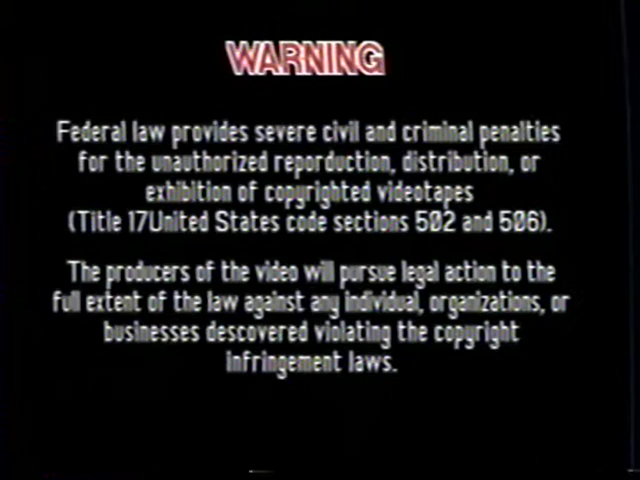 WARNING
Federal law provides severe civil and criminal penalties
for the unauthorized reporduction, distribution, or
exhibition of copyrighted videotapes
(Title 17United States code sections 502 and 506).
The producers of the video will pursue legal action to the
full extent of the law against any individual, organizations, or
businesses descovered violating the copyright
infringement laws.